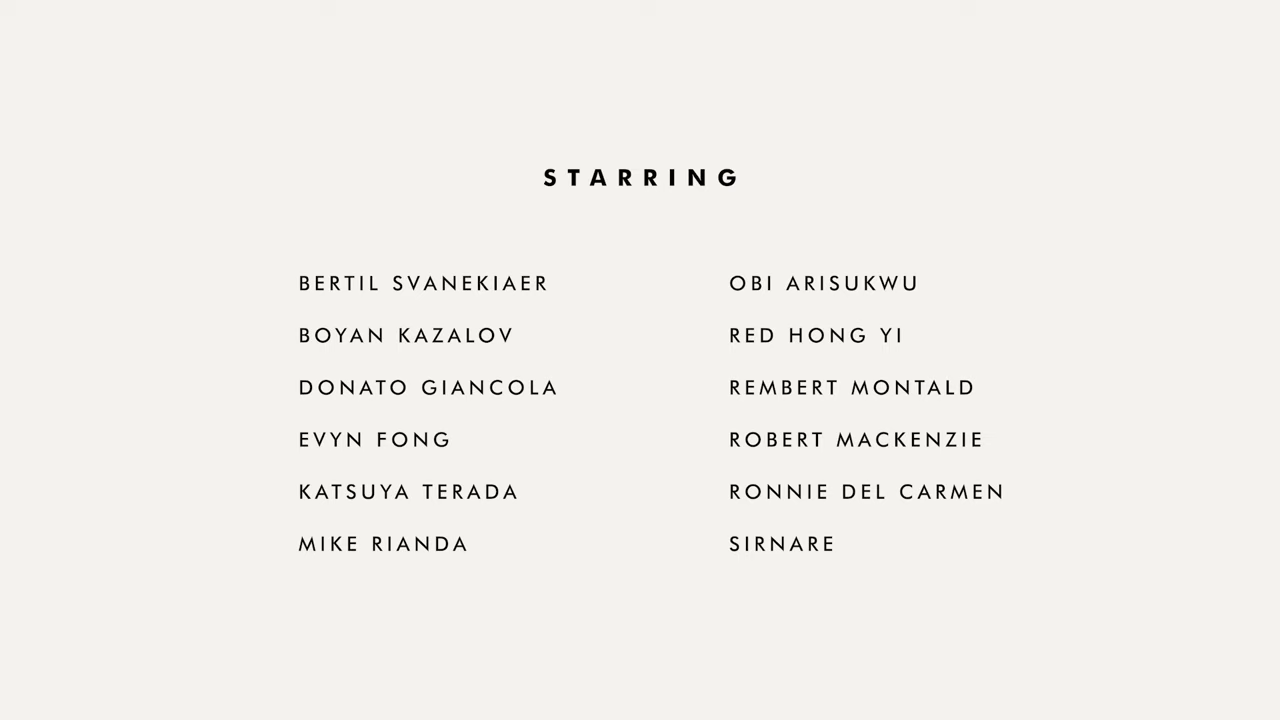 STARRING
BERTIL SVANEKIAER
BOYAN KAZALOV
DONATO GIANCOLA
EVYN FONG
KATSUYA TERADA
MIKE RIANDA
OBI ARISUKWU
RED HONG YI
REMBERT MONTALD
ROBERT MACKENZIE
RONNIE DEL CARMEN
SIRNARE